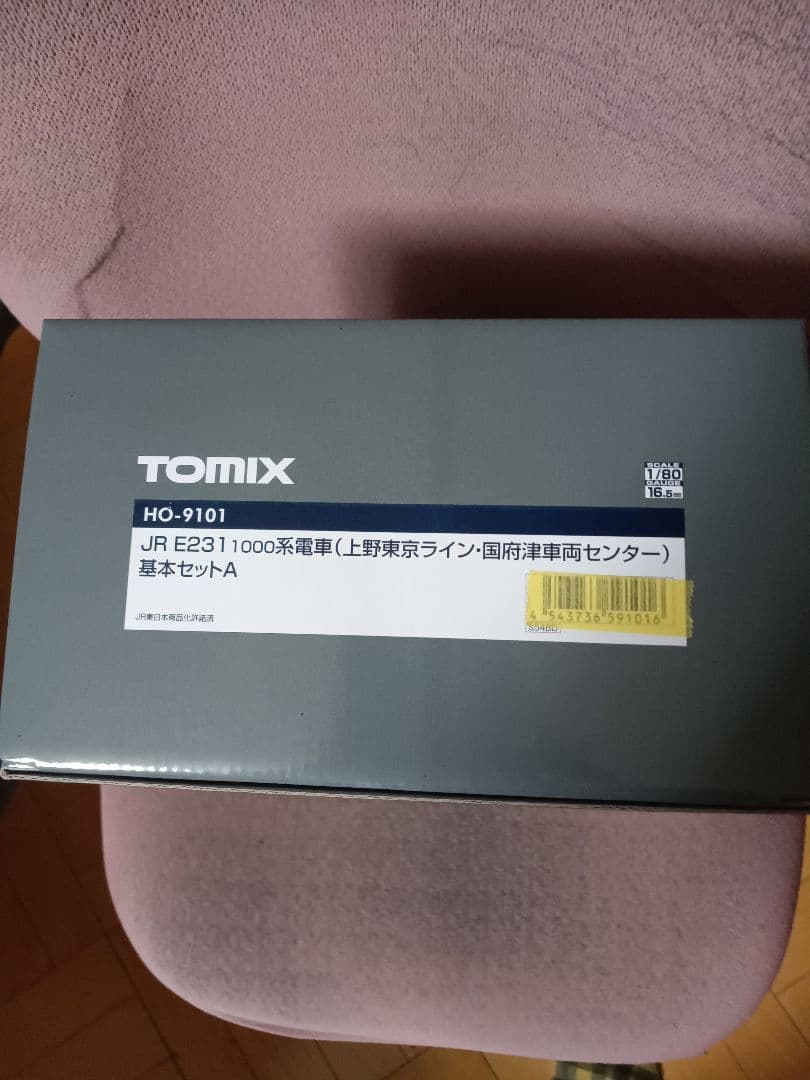 TOMIX
SCALE
1/80
GAUGE
16.5mm
HO-9101
JR E231 1000系電車(上野東京ライン・国府津車両センター)
基本セットA
JR東日本商品化許諾済
4 543736 591016
S54BD